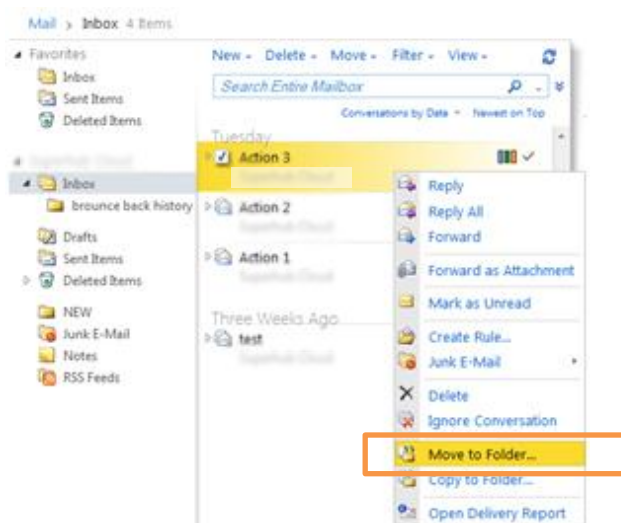 Mail > Inbox 4 Items
Favorites
Inbox
Sent Items
Deleted Items
Inbox
brounce back history
Drafts
Sent Items
Deleted Items
NEW
Junk E-Mail
Notes
RSS Feeds
New Delete Move Filter View
Search Entire Mailbox
Conversations by Date Newest on Top
Tuesday
Action 3
Action 2
Action 1
Three Weeks Ago
test
Reply
Reply All
Forward
Forward as Attachment
Mark as Unread
Create Rule...
Junk E-Mail
Delete
Ignore Conversation
Move to Folder...
Copy to Folder...
Open Delivery Report